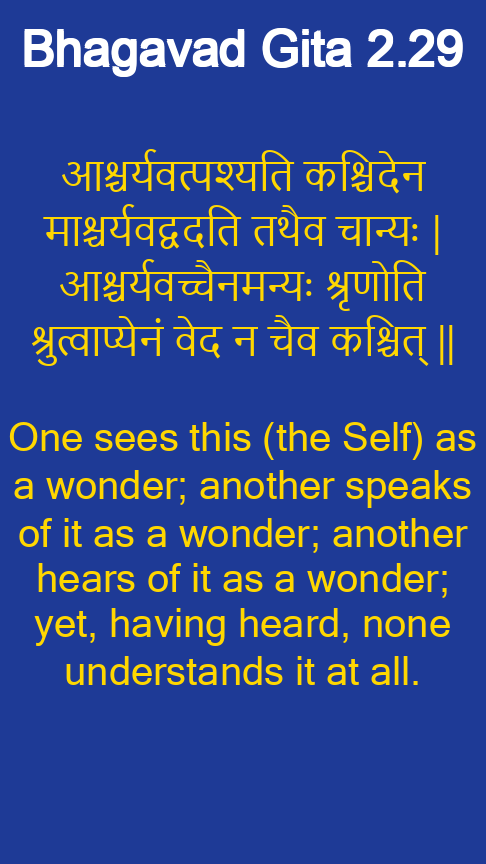 Bhagavad Gita 2.29
आश्चर्यवत्पश्यति कश्चिदेन
माश्चर्यवद्वदति तथैव चान्यः |
आश्चर्यवच्चैनमन्यः श्रृणोति
श्रुत्वाप्येनं वेद न चैव कश्चित् ||
One sees this (the Self) as
a wonder; another speaks
of it as a wonder; another
hears of it as a wonder;
yet, having heard, none
understands it at all.